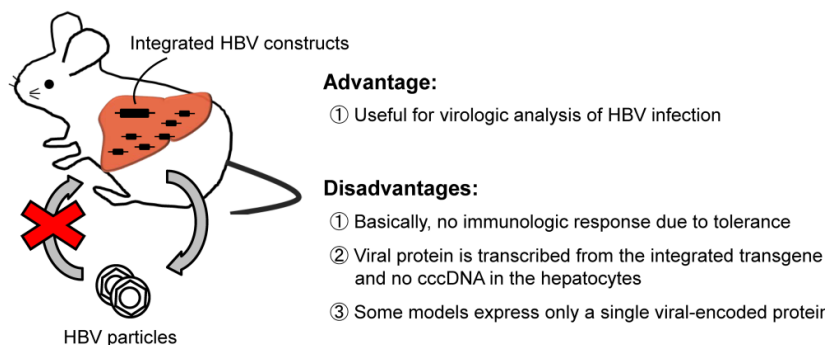 Integrated HBV constructs
Advantage:
① Useful for virologic analysis of HBV infection
Disadvantages:
① Basically, no immunologic response due to tolerance
② Viral protein is transcribed from the integrated transgene
and no cccDNA in the hepatocytes
③ Some models express only a single viral-encoded protein
HBV particles